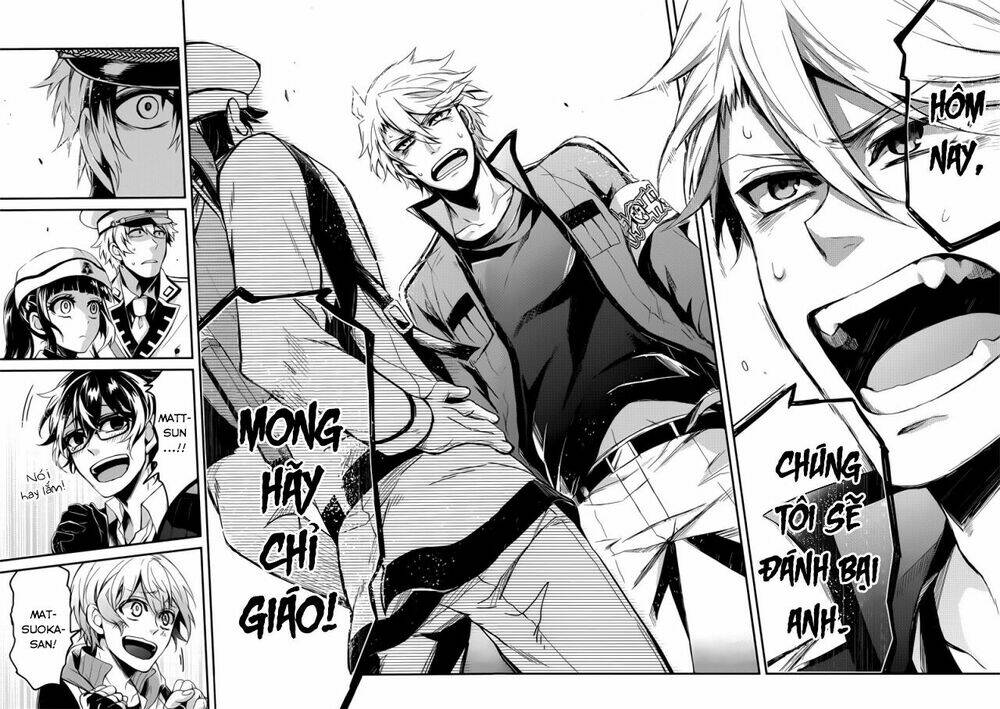 HÔM
NAY,
CHÚNG
TÔI SẼ
ĐÁNH BẠI
ANH.
MONG
HÃY
CHỈ
GIÁO!
MATT-
SUN
...!!
Nói
hay lắm!
MAT-
SUOKA-
SAN!